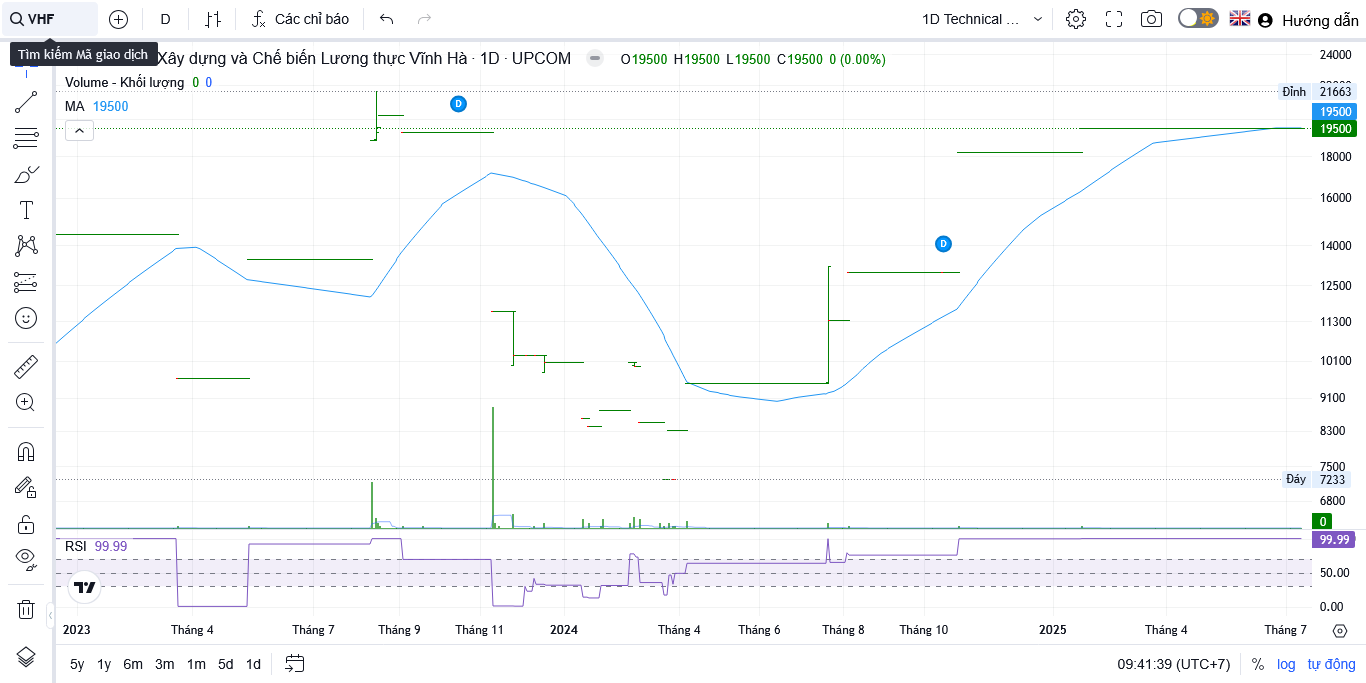 VHF
D
Các chỉ báo
1D Technical ...
Hướng dẫn
Tìm kiếm Mã giao dịch
Xây dựng và Chế biến Lương thực Vĩnh Hà · 1D · UPCOM
O19500 H19500 L19500 C19500 0 (0.00%)
Volume - Khối lượng 0 0
MA 19500
D
D
24000
Đỉnh 21663
19500
19500
18000
16000
14000
12500
11300
10100
9100
8300
7500
Đáy 7233
6800
0
RSI 99.99
99.99
50.00
0.00
2023 Tháng 4 Tháng 7 Tháng 9 Tháng 11 2024 Tháng 4 Tháng 6 Tháng 8 Tháng 10 2025 Tháng 4 Tháng 7
5y 1y 6m 3m 1m 5d 1d
09:41:39 (UTC+7) % log tự động